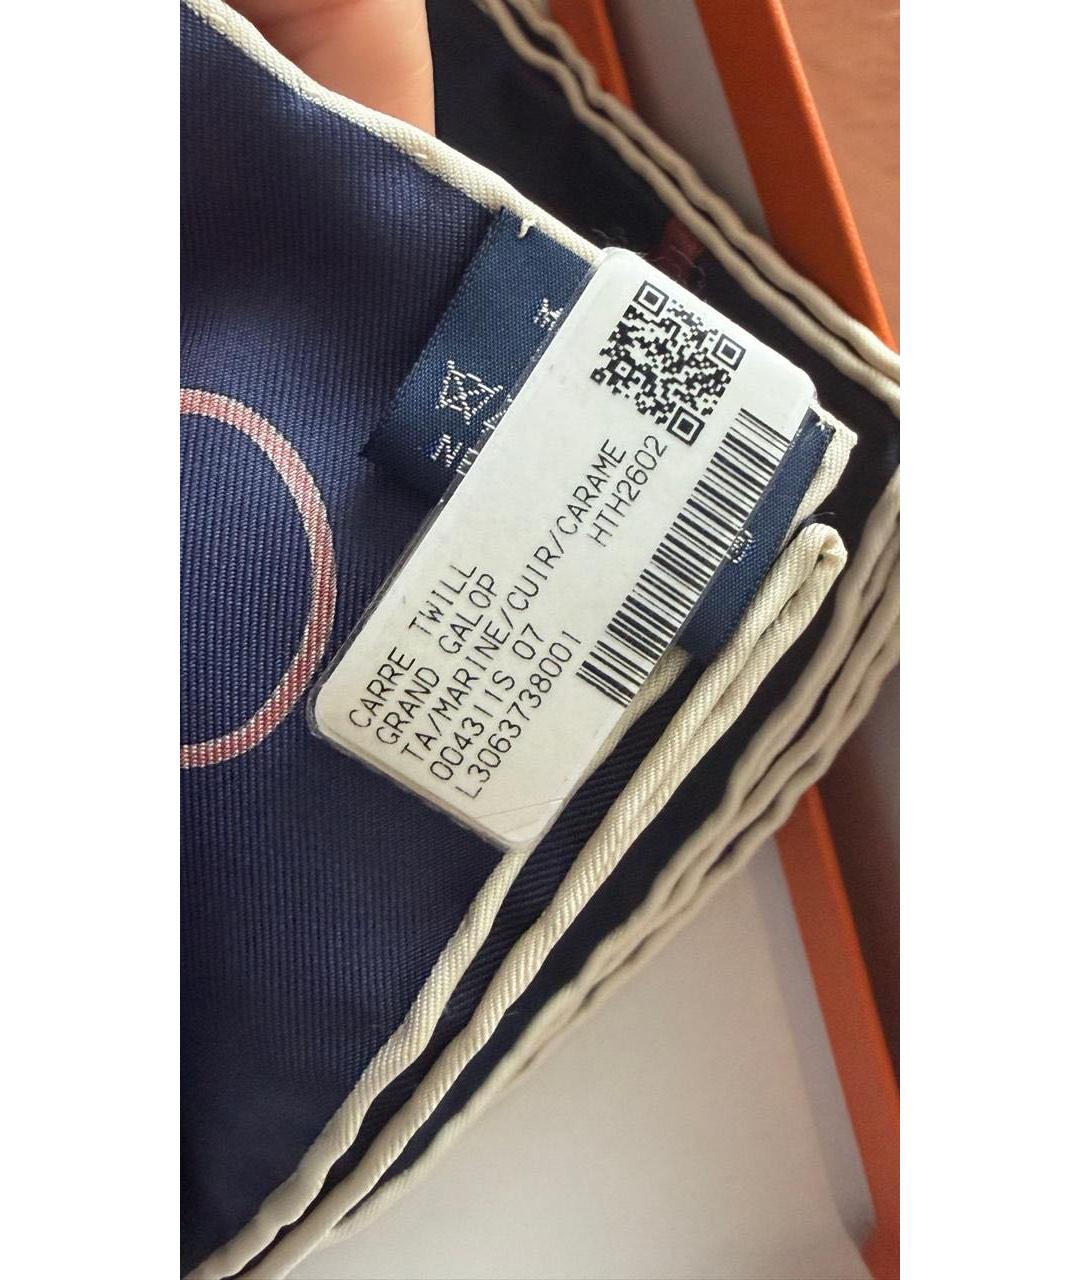 CARRE TWILL
GRAND GALOP
TA/MARINE/CUIR/CARAME
004311S 07 HTH2602
L3063738001